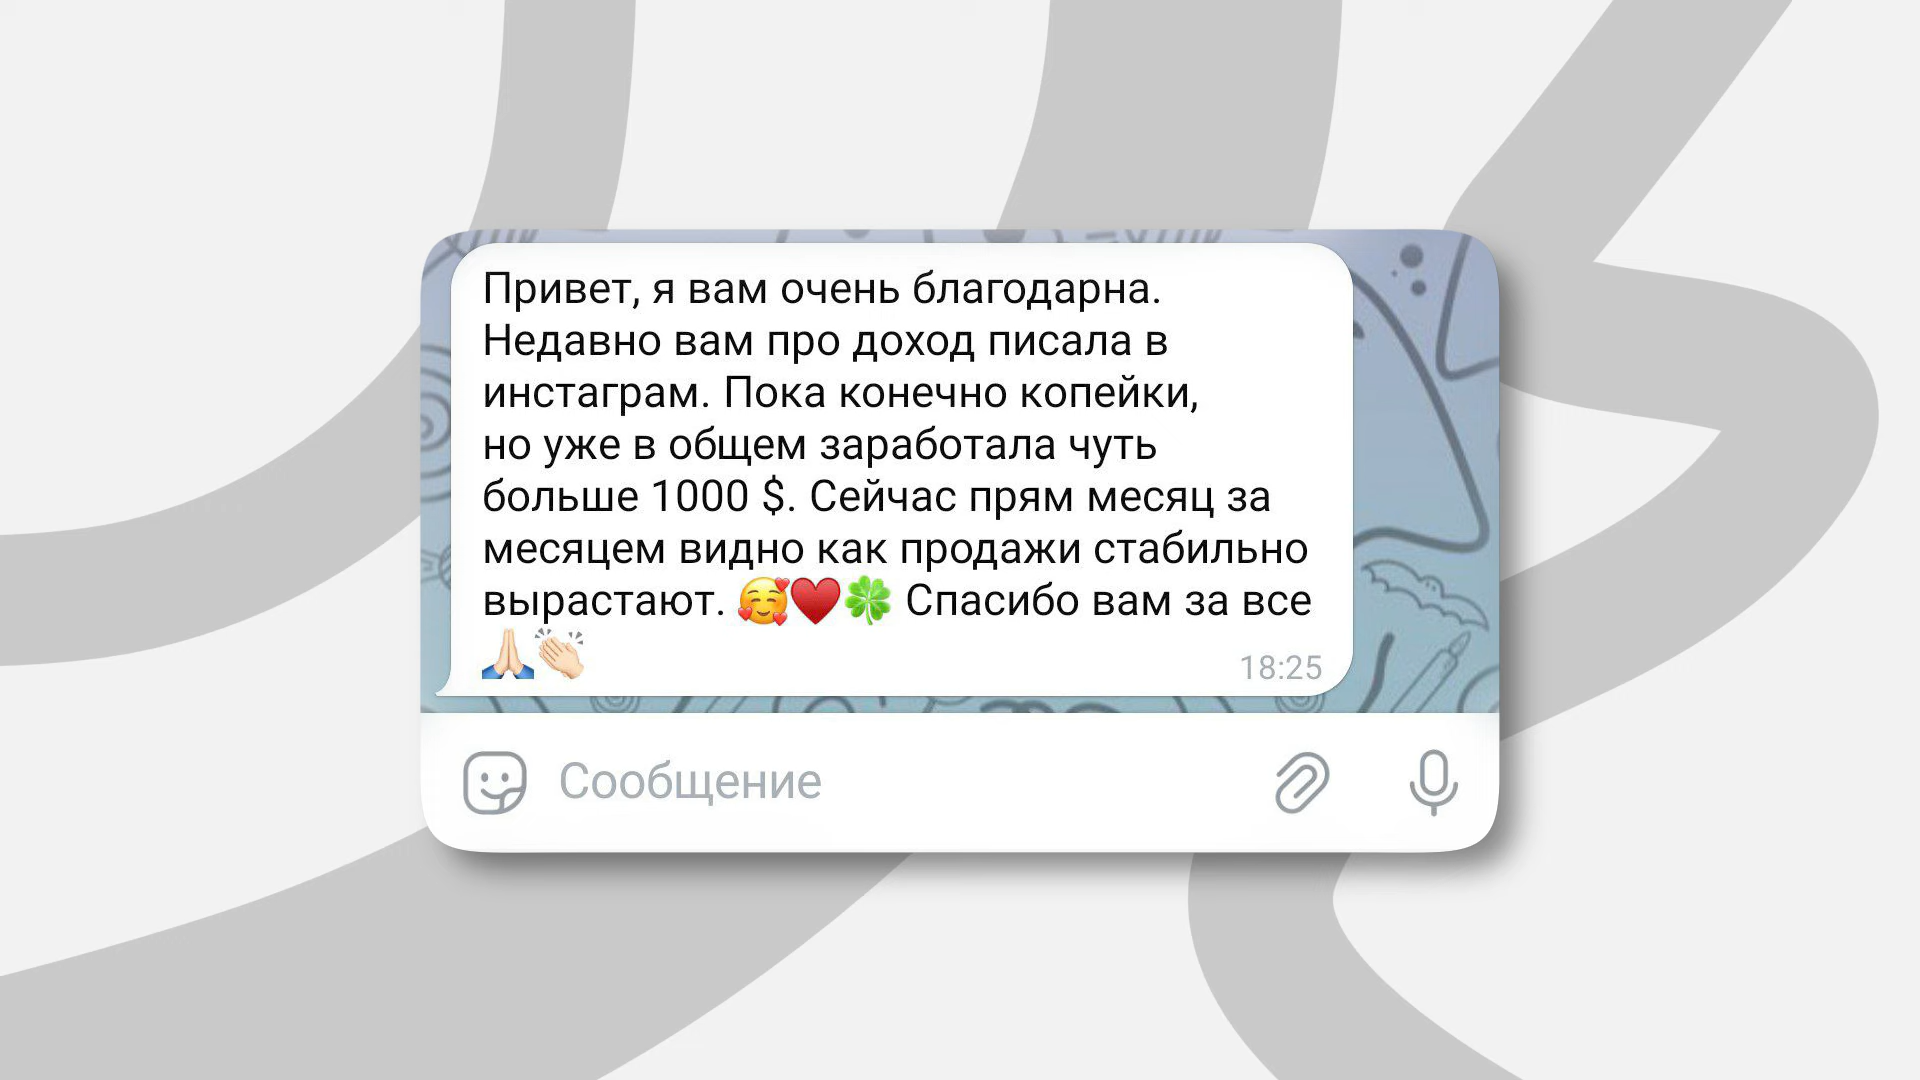 Привет, я вам очень благодарна.
Недавно вам про доход писала в
инстаграм. Пока конечно копейки,
но уже в общем заработала чуть
больше 1000 $. Сейчас прям месяц за
месяцем видно как продажи стабильно
вырастают. 🥰♥️🍀 Спасибо вам за все
🙏🏻👏🏻
18:25
Сообщение